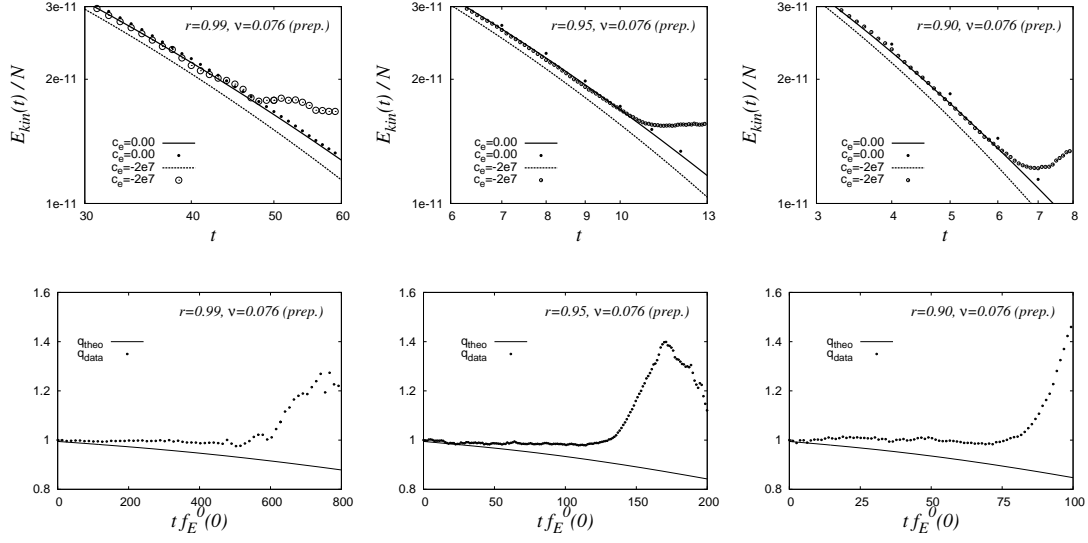 r=0.99, ν=0.076 (prep.)
E_kin(t) / N
3e-11
2e-11
1e-11
c_e=0.00
c_e=0.00
c_e=-2e7
c_e=-2e7
30
40
50
60
t
r=0.95, ν=0.076 (prep.)
E_kin(t) / N
3e-11
2e-11
1e-11
c_e=0.00
c_e=0.00
c_e=-2e7
c_e=-2e7
6
7
8
9
10
13
t
r=0.90, ν=0.076 (prep.)
E_kin(t) / N
3e-11
2e-11
1e-11
c_e=0.00
c_e=0.00
c_e=-2e7
c_e=-2e7
3
4
5
6
7
8
t
r=0.99, ν=0.076 (prep.)
1.6
1.4
1.2
1
0.8
q_theo
q_data
0
200
400
600
800
t f_E^0(0)
r=0.95, ν=0.076 (prep.)
1.6
1.4
1.2
1
0.8
q_theo
q_data
0
50
100
150
200
t f_E^0(0)
r=0.90, ν=0.076 (prep.)
1.6
1.4
1.2
1
0.8
q_theo
q_data
0
25
50
75
100
t f_E^0(0)